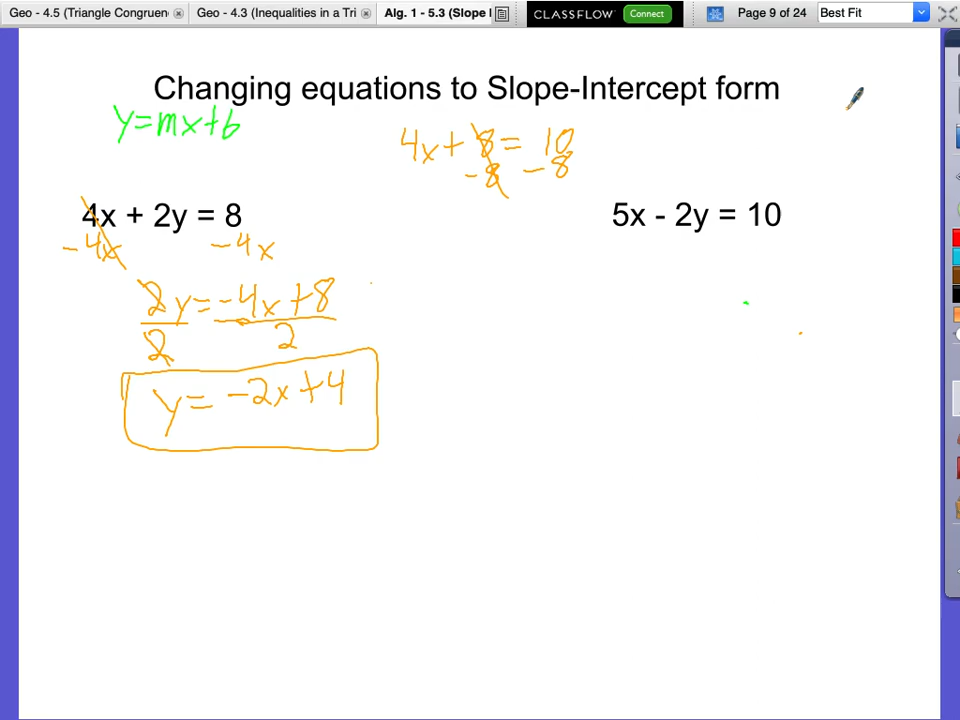 Geo - 4.5 (Triangle Congruen Geo - 4.3 (Inequalities in a Tri Alg. 1 - 5.3 (Slope CLASSFLOW Connect Page 9 of 24 Best Fit
Changing equations to Slope-Intercept form
y=mx+b
4x + 8 = 10
-8 -8
4x + 2y = 8
-4x -4x
5x - 2y = 10
2y = -4x + 8
2 2
y = -2x + 4